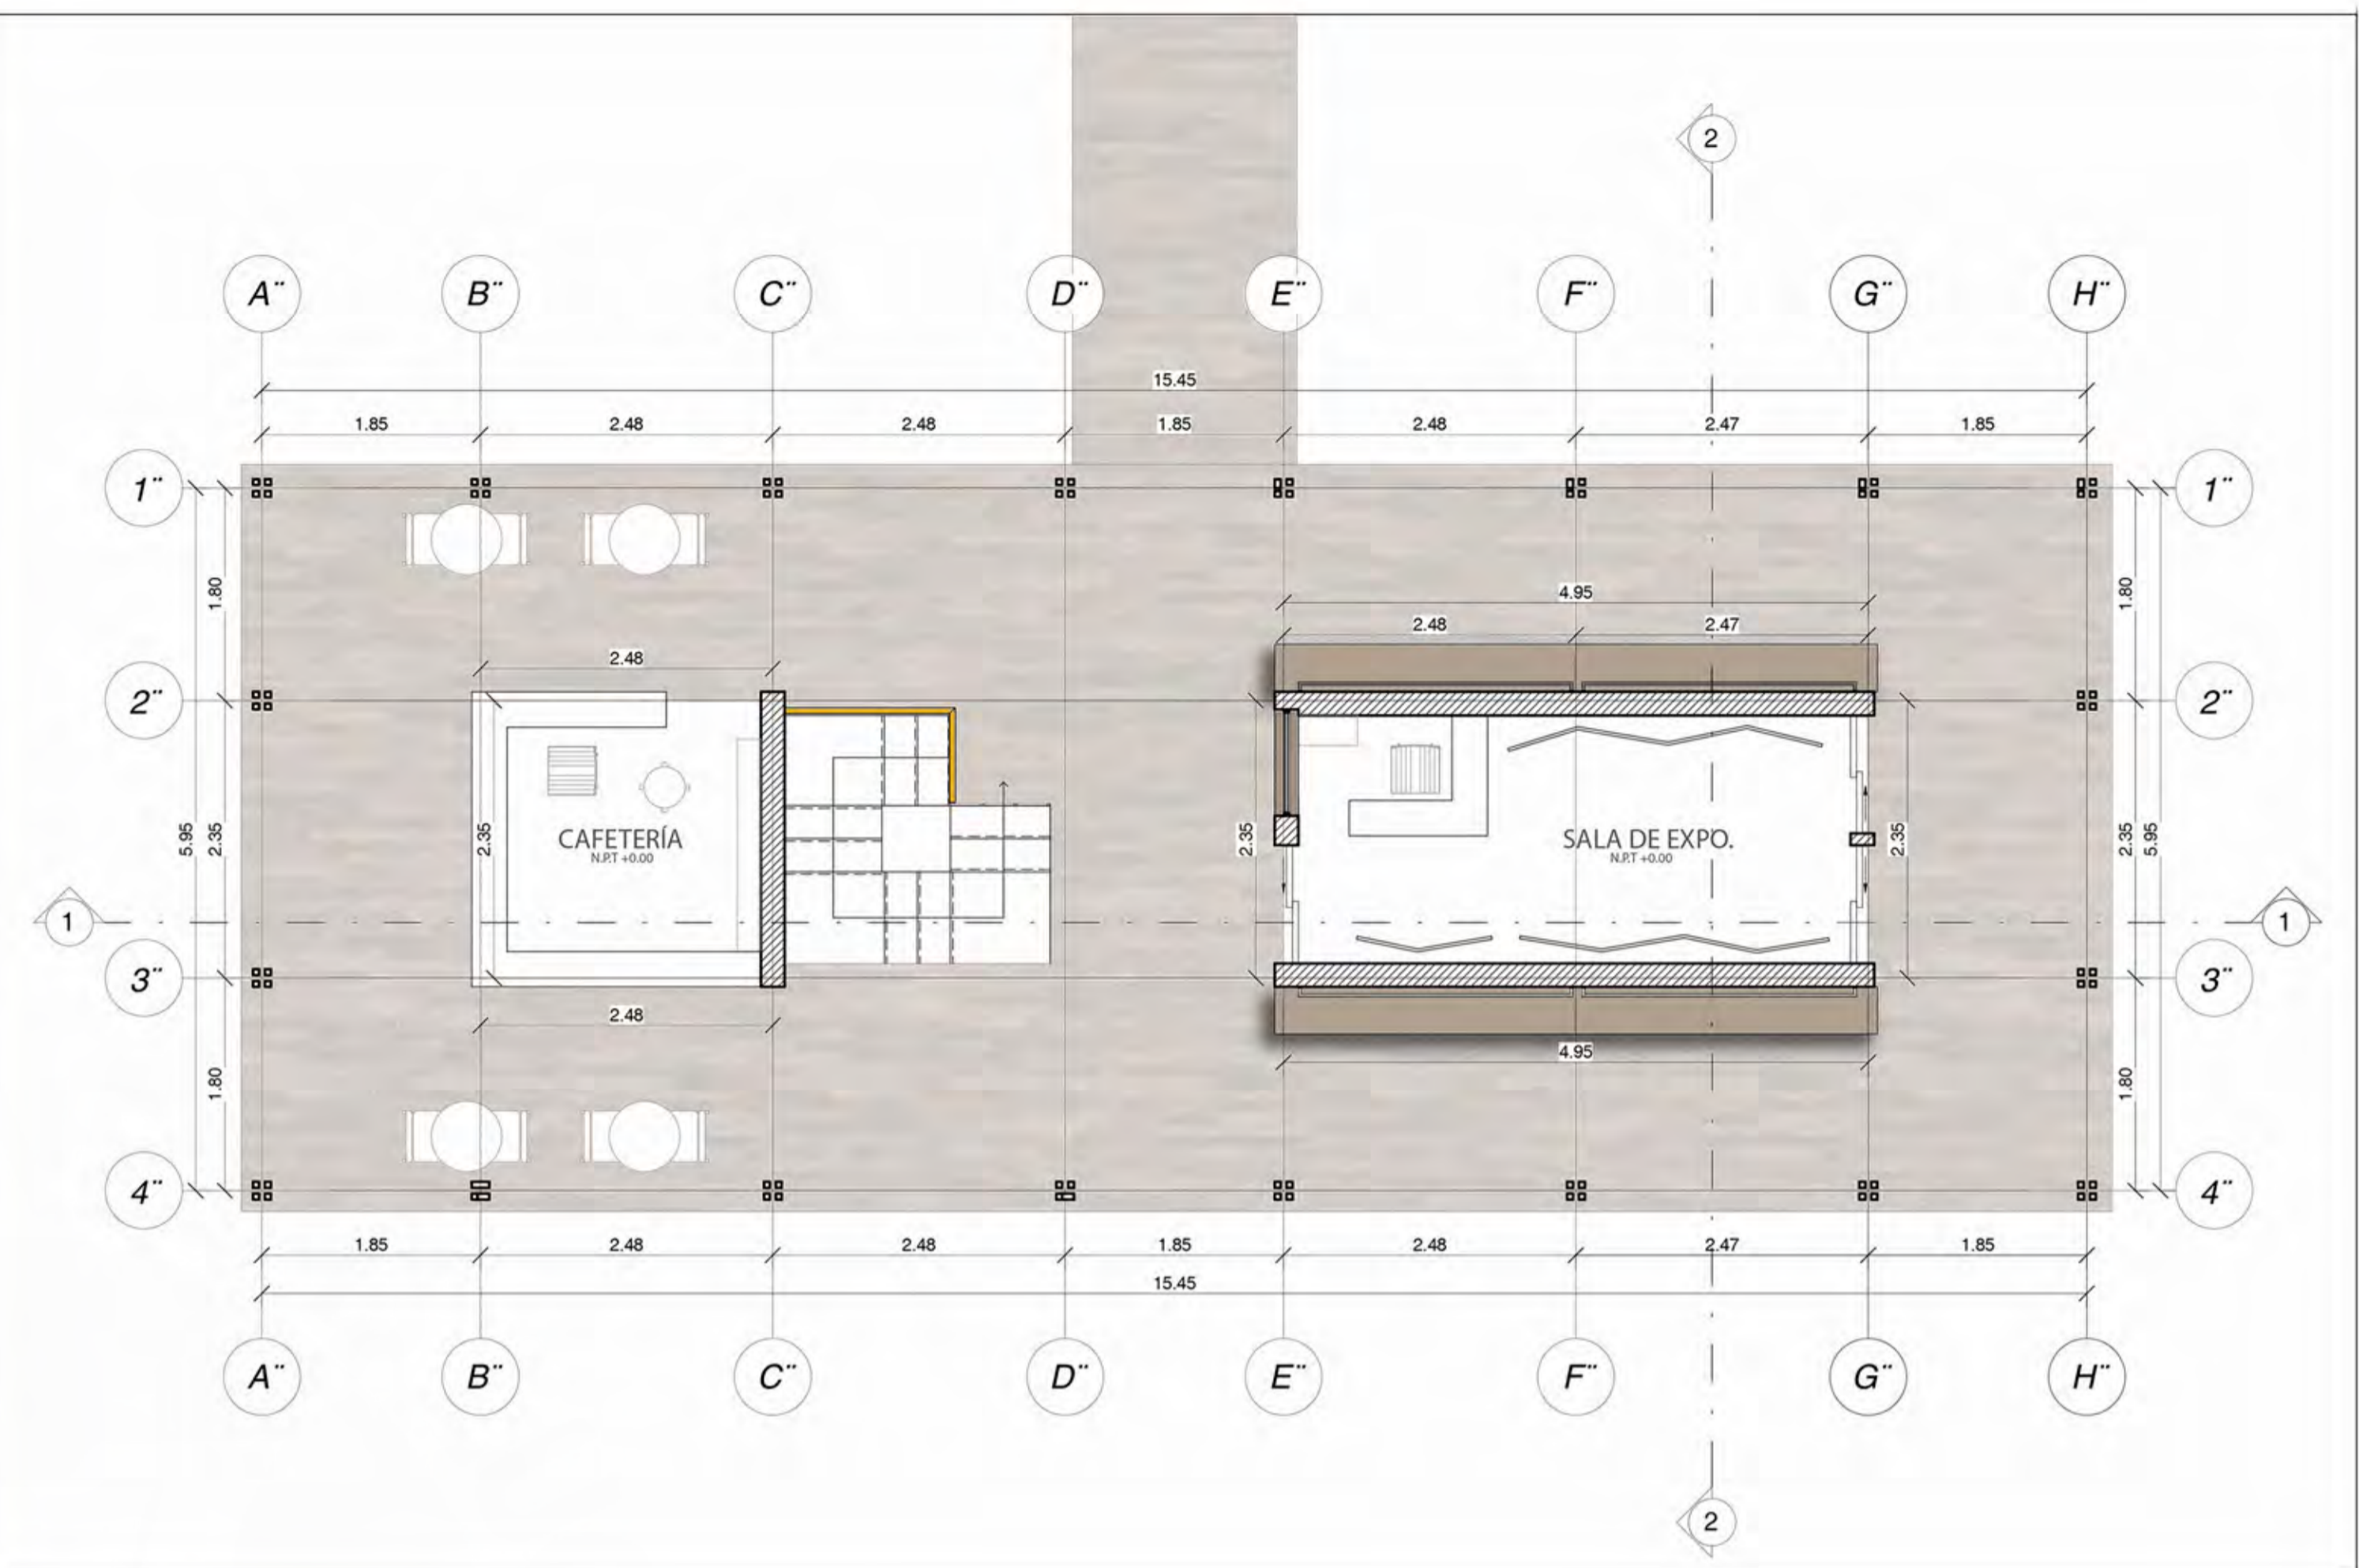 2
A¨ B¨ C¨ D¨ E¨ F¨ G¨ H¨
15.45
1.85 2.48 2.48 1.85 2.48 2.47 1.85
1¨ 1¨
1.80 1.80
4.95
2.48 2.47
2.48
2¨ 2¨
5.95 2.35 2.35 2.35 2.35 2.35 5.95
CAFETERÍA
N.P.T +0.00
SALA DE EXPO.
N.P.T +0.00
1 1
3¨ 3¨
2.48
4.95
1.80 1.80
4¨ 4¨
1.85 2.48 2.48 1.85 2.48 2.47 1.85
15.45
A¨ B¨ C¨ D¨ E¨ F¨ G¨ H¨
2